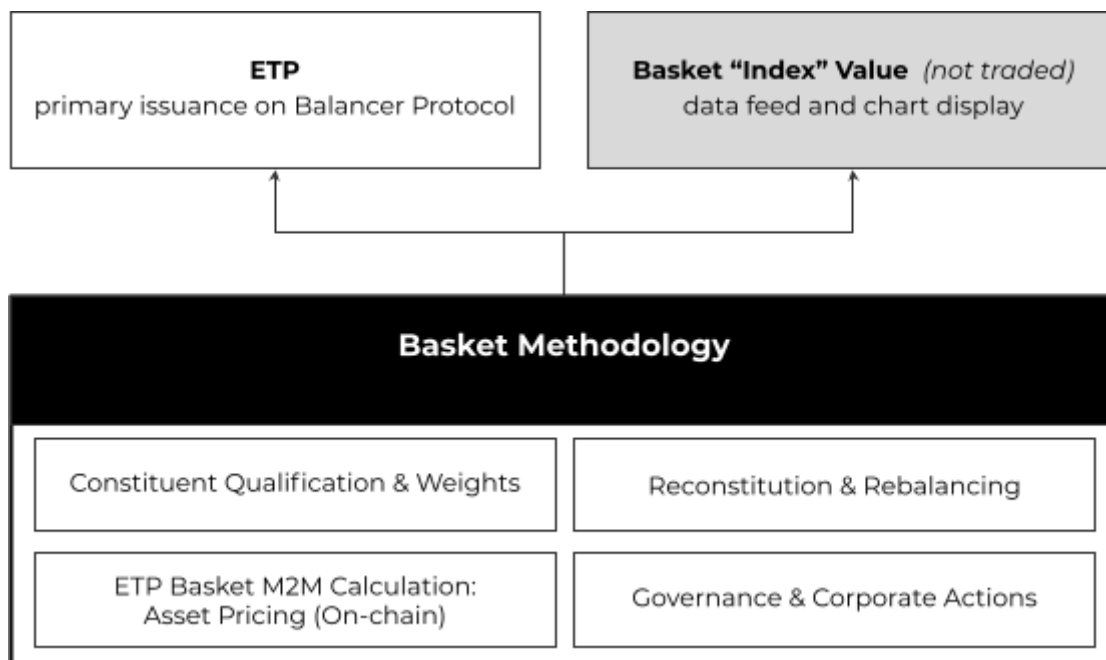 ETP
primary issuance on Balancer Protocol
Basket “Index” Value (not traded)
data feed and chart display
Basket Methodology
Constituent Qualification & Weights
Reconstitution & Rebalancing
ETP Basket M2M Calculation:
Asset Pricing (On-chain)
Governance & Corporate Actions